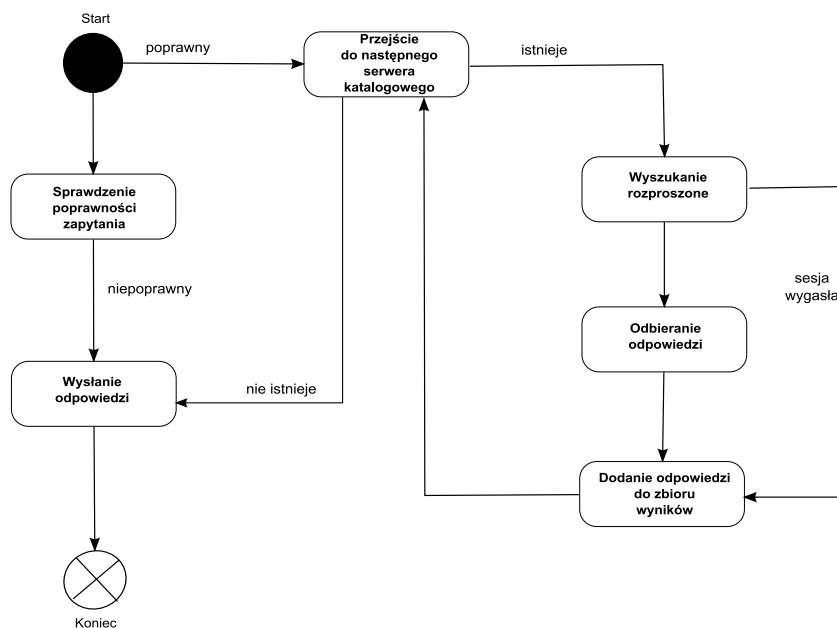 Start
poprawny
Przejście
do następnego
serwera
katalogowego
istnieje
Sprawdzenie
poprawności
zapytania
Wyszukanie
rozproszone
niepoprawny
sesja
wygasła
Odbieranie
odpowiedzi
Wysłanie
odpowiedzi
nie istnieje
Dodanie odpowiedzi
do zbioru
wyników
Koniec